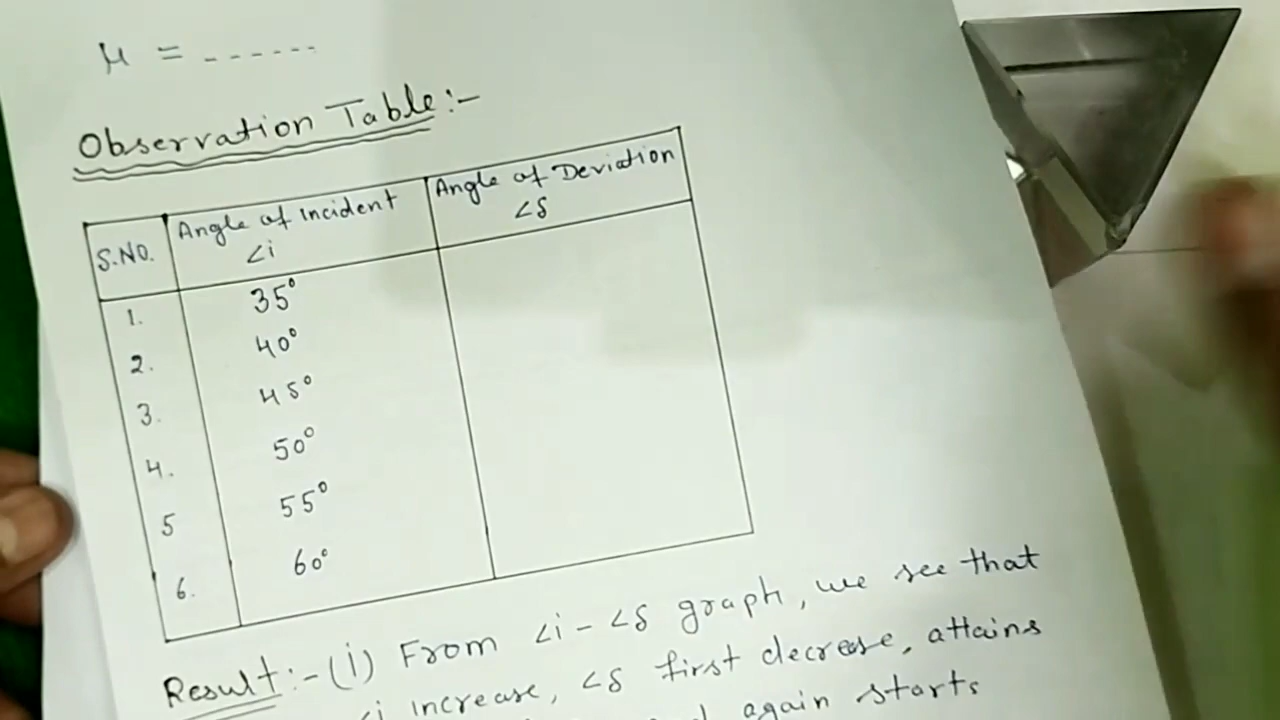 μ = ------
Observation Table:-
S.NO. Angle of Incident ∠i Angle of Deviation ∠δ
1. 35°
2. 40°
3. 45°
4. 50°
5 55°
6. 60°
Result:- (i) From ∠i - ∠δ graph, we see that
∠i increase, ∠δ first decrease, attains
again starts